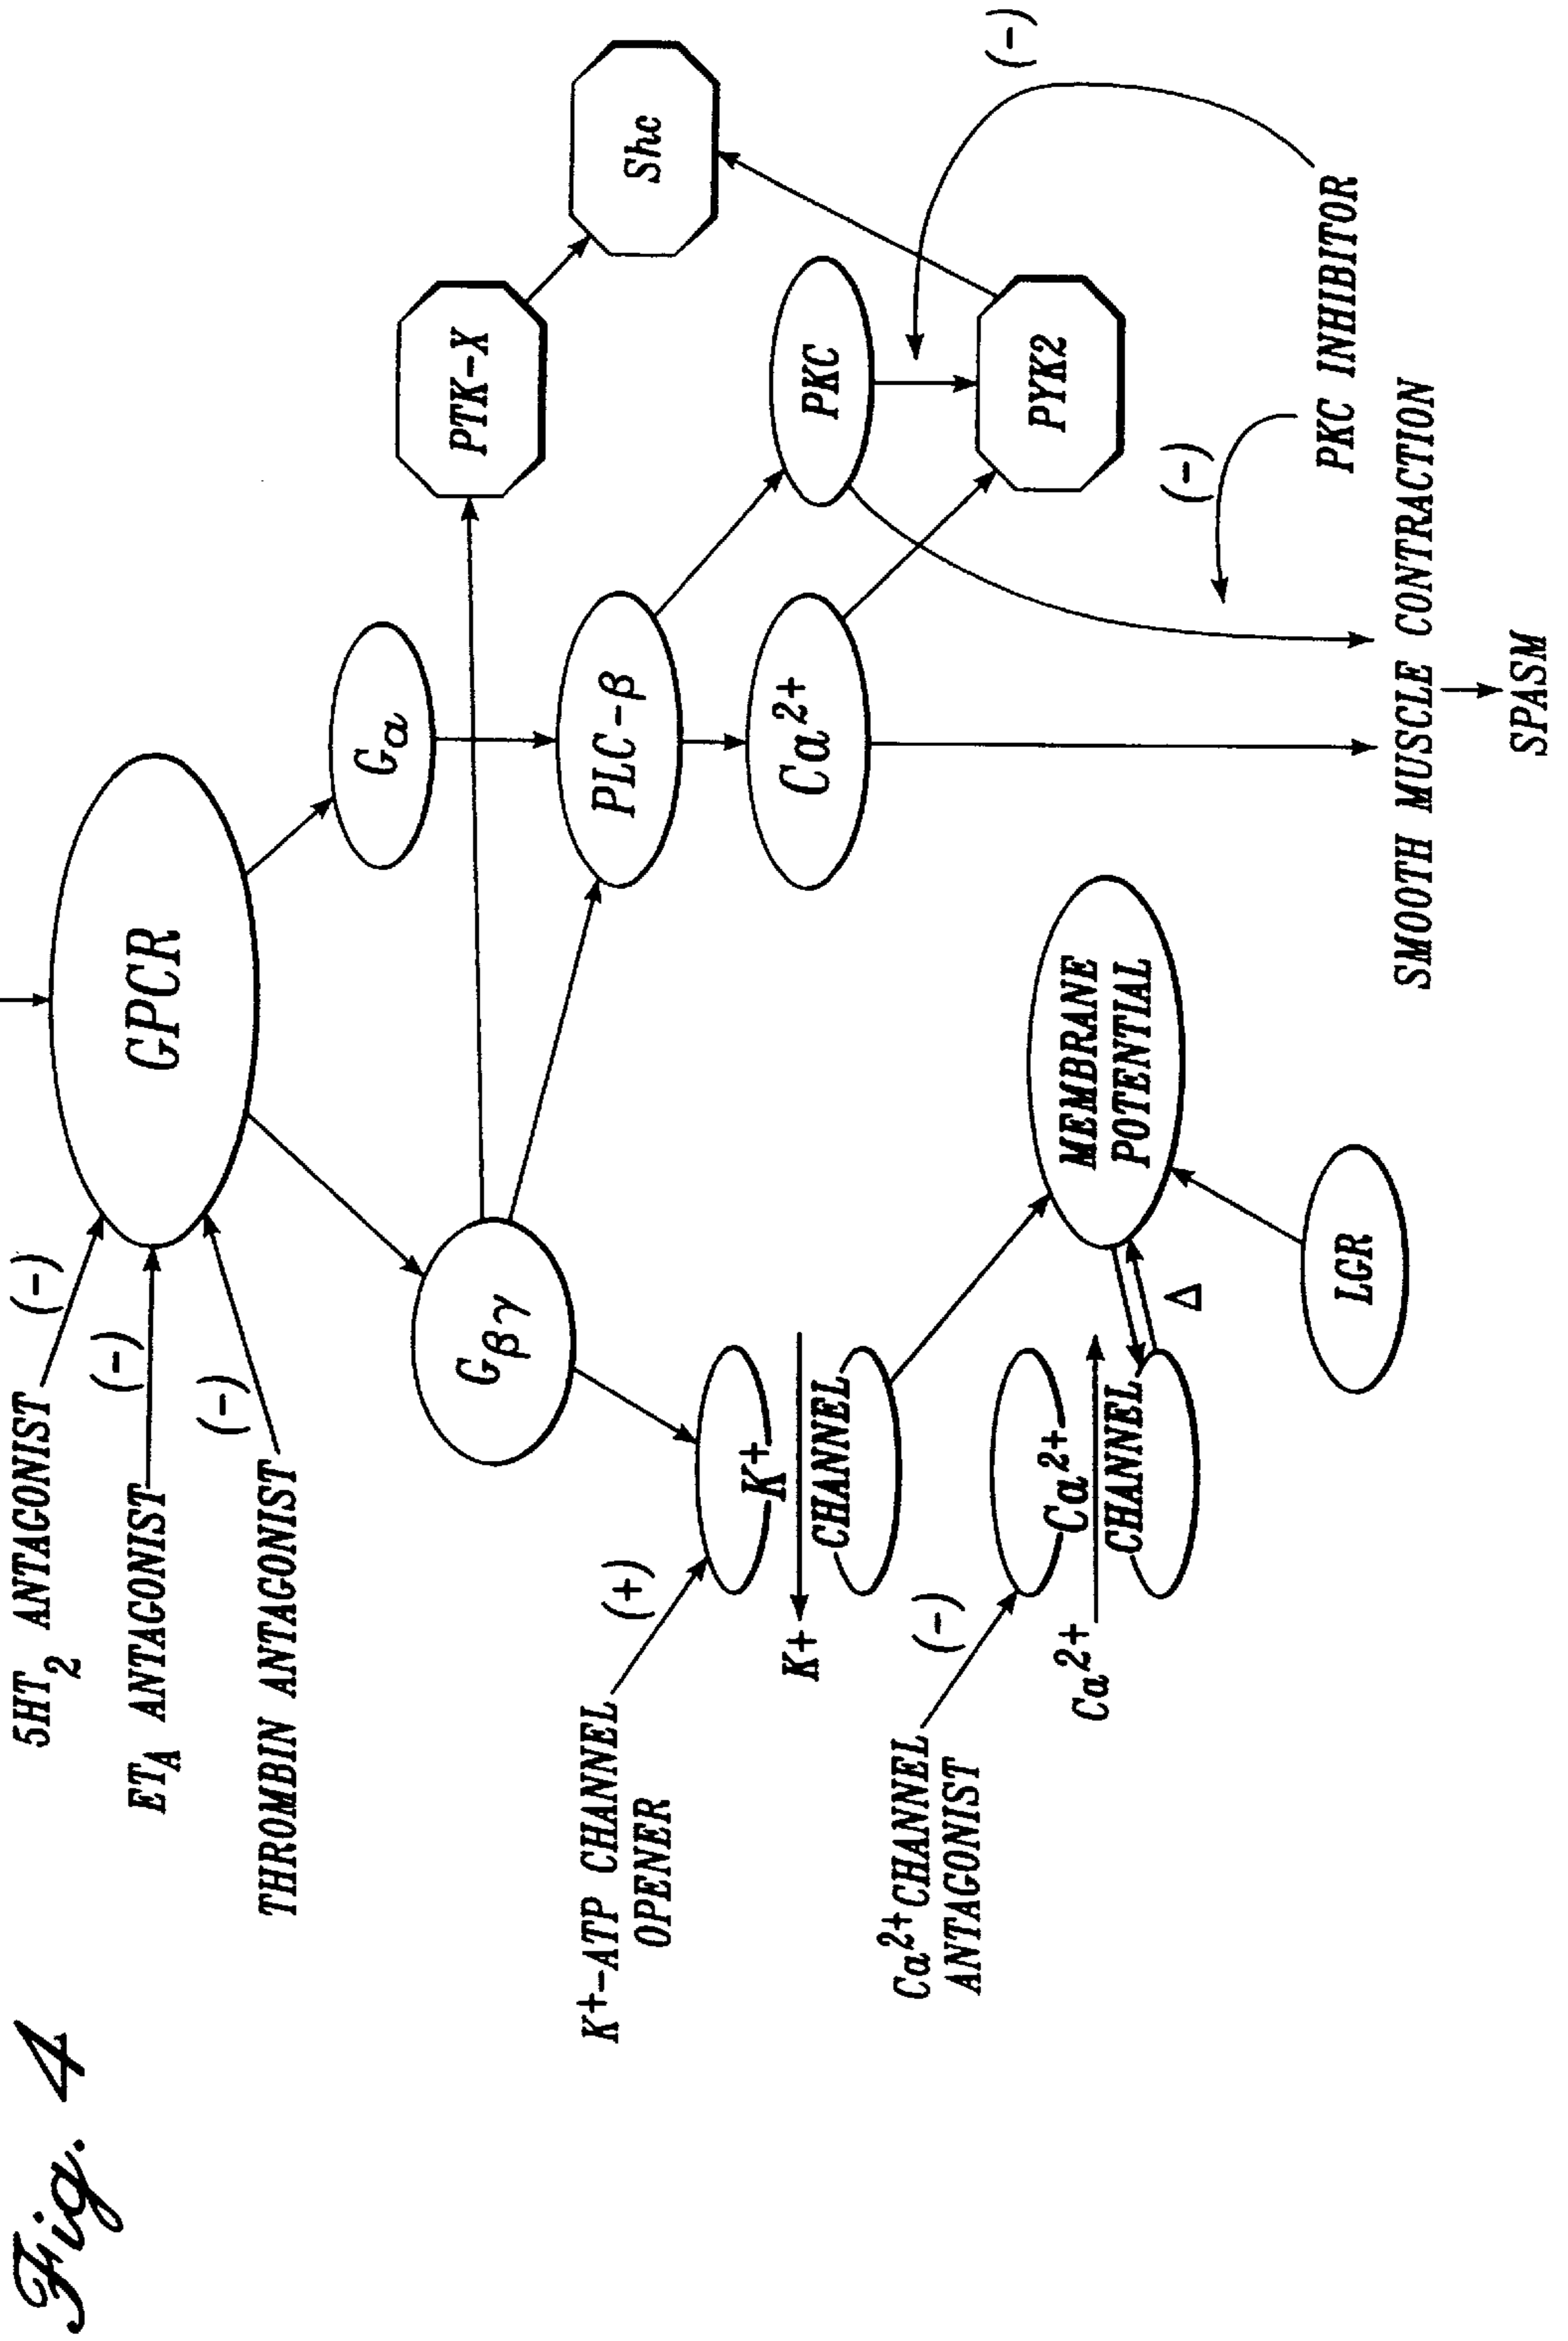 Fig. 4
5HT2 ANTAGONIST
(-)
ETA ANTAGONIST
(-)
THROMBIN ANTAGONIST
(-)
GPCR
Gα
Gβγ
PTK-X
Shc
K+-ATP CHANNEL
OPENER
(+)
K+
CHANNEL
K+
PLC-β
PKC
Ca2+
PYK2
(-)
Ca2+CHANNEL
ANTAGONIST
(-)
Ca2+
CHANNEL
Ca2+
Δ
MEMBRANE
POTENTIAL
LGR
(-)
PKC INHIBITOR
SMOOTH MUSCLE CONTRACTION
SPASM